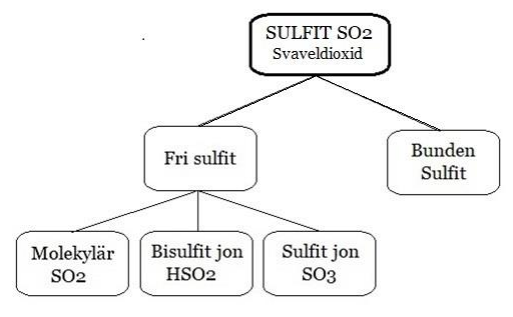 SULFIT SO2
Svaveldioxid
Fri sulfit
Bunden
Sulfit
Molekylär
SO2
Bisulfit jon
HSO2
Sulfit jon
SO3